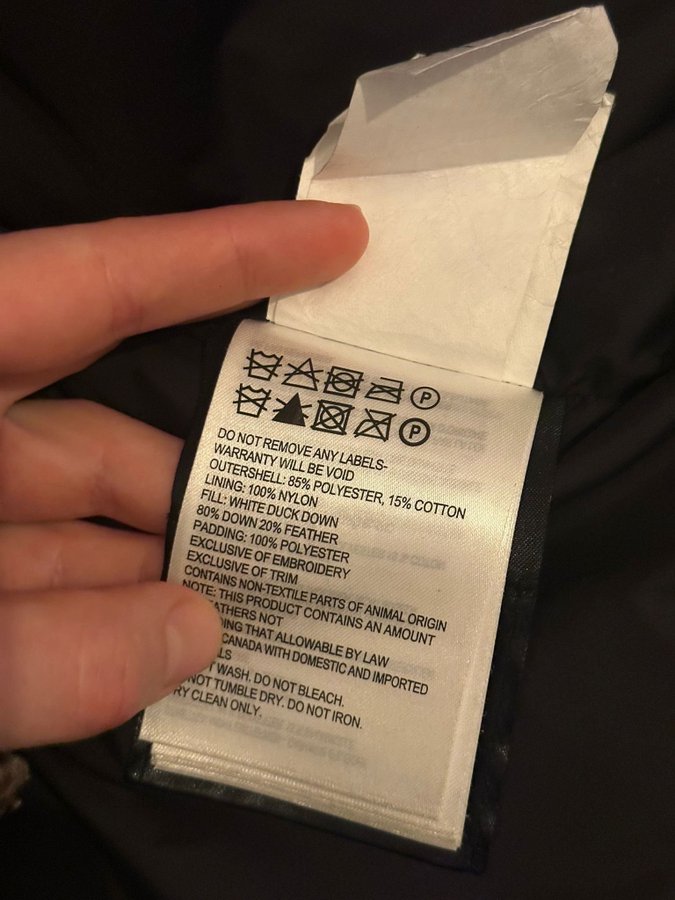 P
P
DO NOT REMOVE ANY LABELS-
WARRANTY WILL BE VOID
OUTERSHELL: 85% POLYESTER, 15% COTTON
LINING: 100% NYLON
FILL: WHITE DUCK DOWN
80% DOWN 20% FEATHER
PADDING: 100% POLYESTER
EXCLUSIVE OF EMBROIDERY
EXCLUSIVE OF TRIM
CONTAINS NON-TEXTILE PARTS OF ANIMAL ORIGIN
NOTE: THIS PRODUCT CONTAINS AN AMOUNT
NOT
THAT ALLOWABLE BY LAW
CANADA WITH DOMESTIC AND IMPORTED
WASH. DO NOT BLEACH.
NOT TUMBLE DRY. DO NOT IRON.
CLEAN ONLY.